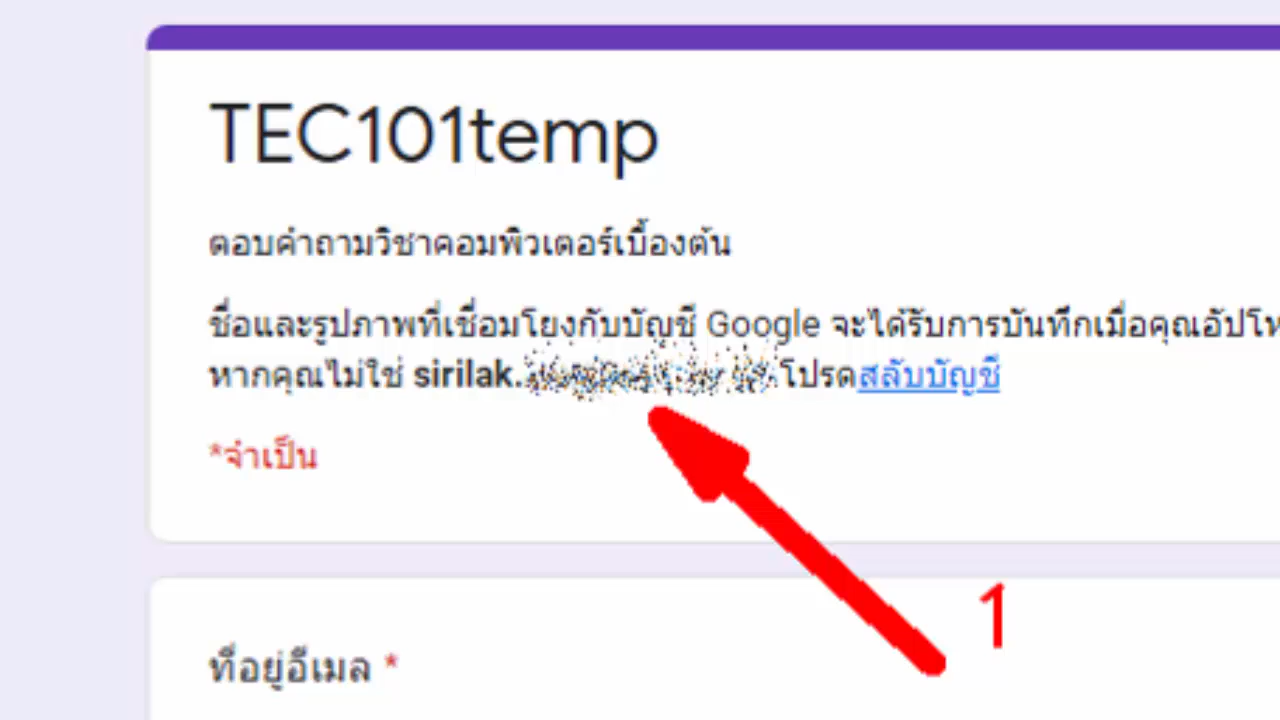 TEC101temp
ตอบคำถามวิชาคอมพิวเตอร์เบื้องต้น
ชื่อและรูปภาพที่เชื่อมโยงกับบัญชี Google จะได้รับการบันทึกเมื่อคุณอัปโห
หากคุณไม่ใช่ sirilak. โปรดสลับบัญชี
*จำเป็น
1
ที่อยู่อีเมล *